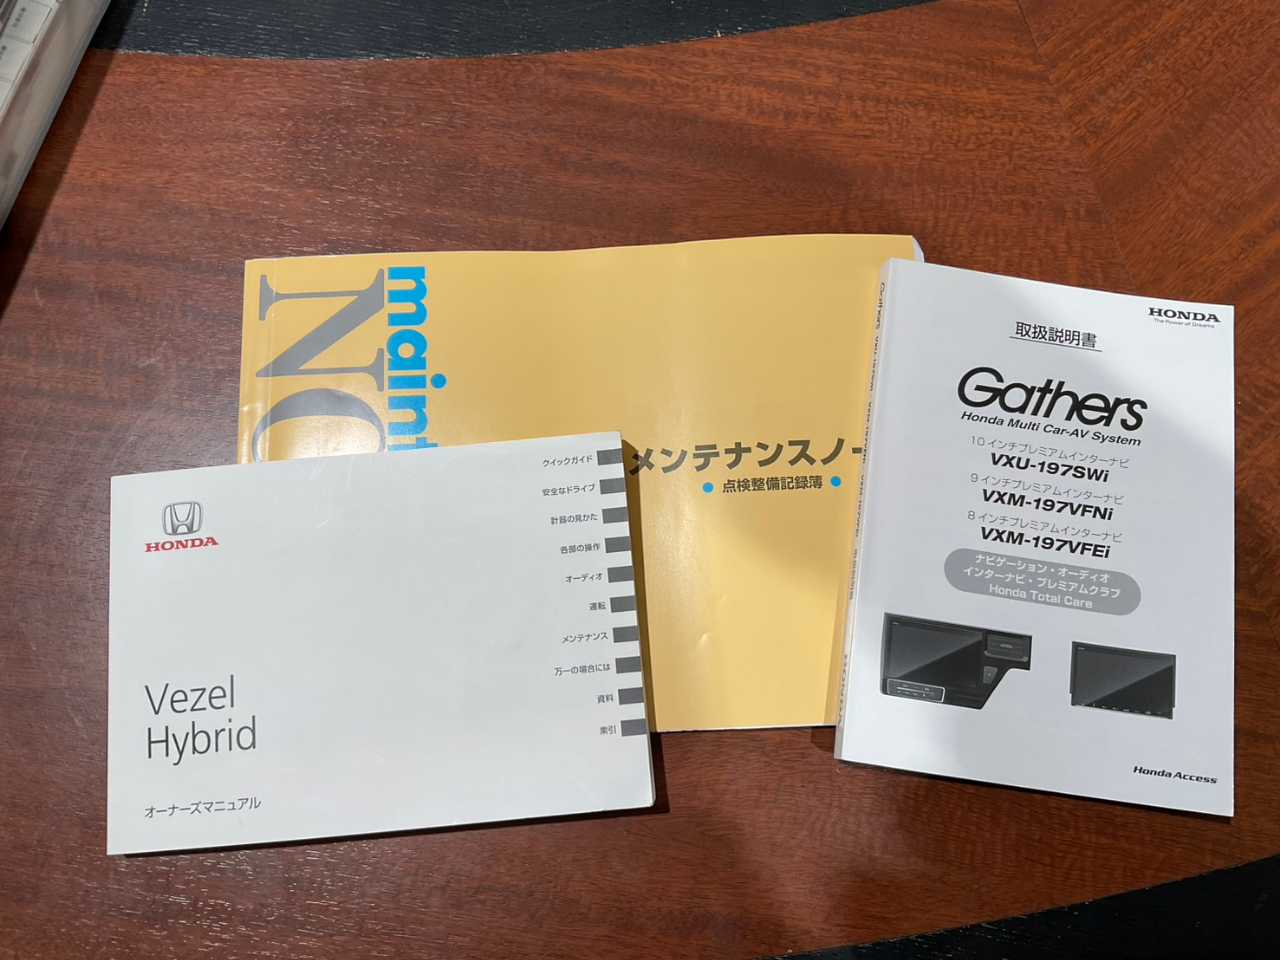 main
NO
メンテナンスノー
● 点検整備記録簿 ●
HONDA
Vezel
Hybrid
オーナーズマニュアル
クイックガイド
安全なドライブ
計器の見かた
各部の操作
オーディオ
運転
メンテナンス
万一の場合には
資料
索引
HONDA
The Power of Dreams
取扱説明書
Gathers
Honda Multi Car-AV System
10 インチプレミアムインターナビ
VXU-197SWi
9 インチプレミアムインターナビ
VXM-197VFNi
8 インチプレミアムインターナビ
VXM-197VFEi
ナビゲーション・オーディオ
インターナビ・プレミアムクラブ
Honda Total Care
Honda Access